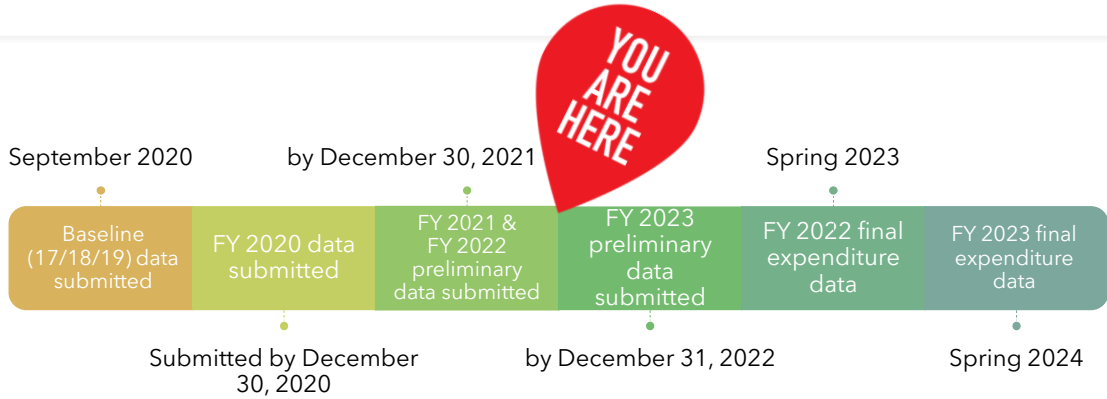 YOU
ARE
HERE
September 2020
by December 30, 2021
Spring 2023
Baseline
(17/18/19) data
submitted
FY 2020 data
submitted
FY 2021 &
FY 2022
preliminary
data submitted
FY 2023
preliminary
data
submitted
FY 2022 final
expenditure
data
FY 2023 final
expenditure
data
Submitted by December
30, 2020
by December 31, 2022
Spring 2024